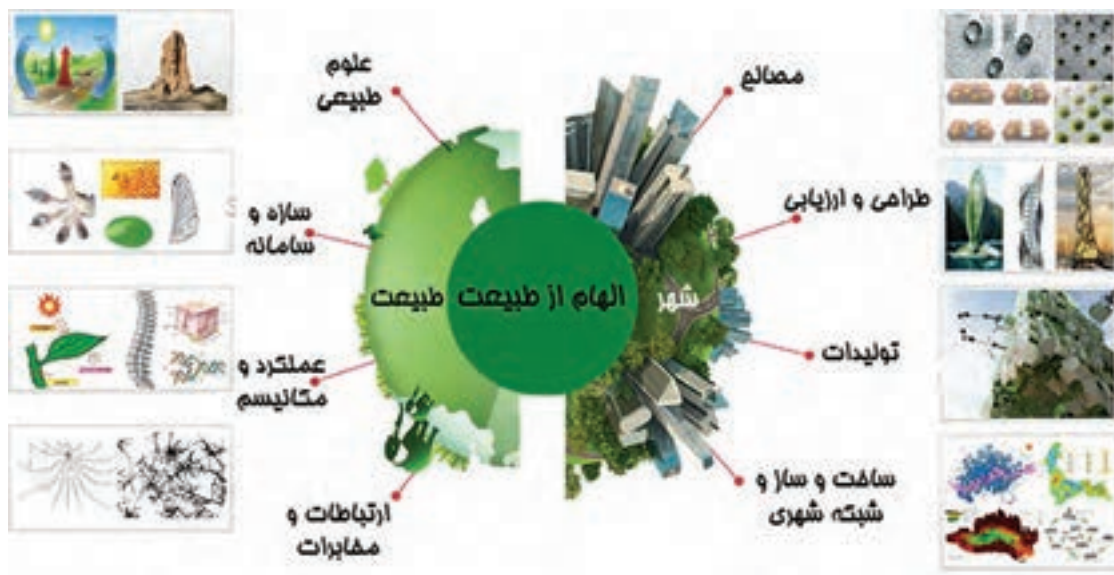 مصالح
طراحی و ارزیابی
تولیدات
ساخت و ساز و
شبکه شهری
شهر
الهام از طبیعت
طبیعت
علوم
طبیعی
سازه و
سامانه
عملکرد و
مکانیسم
ارتباطات و
مخابرات